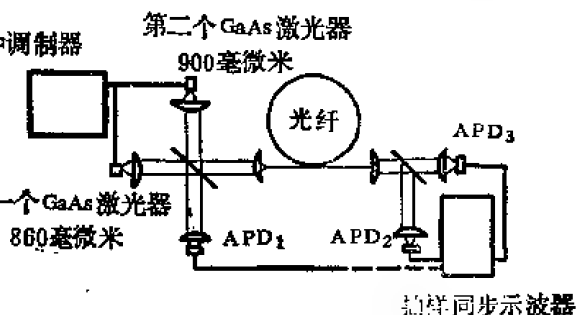 第二个GaAs激光器
900毫微米
调制器
光纤
APD₃
一个GaAs激光器
860毫微米
APD₁
APD₂
抽样同步示波器